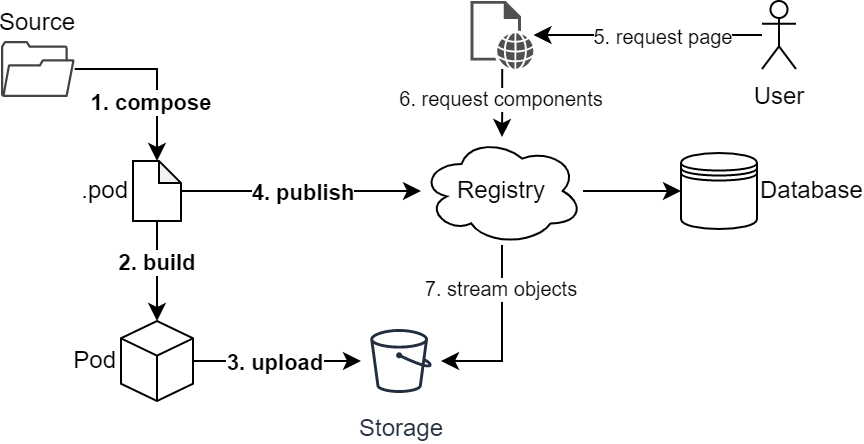 Source
5. request page
User
1. compose
6. request components
.pod
4. publish
Registry
Database
2. build
7. stream objects
Pod
3. upload
Storage